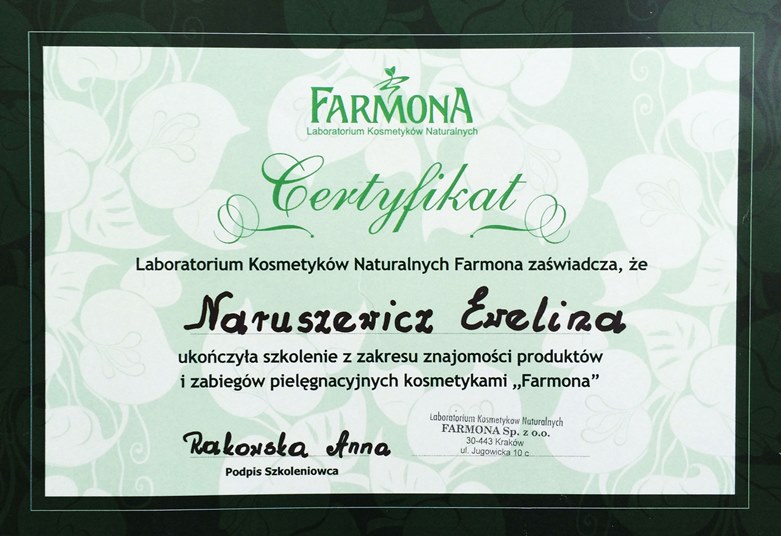 FARMONA
Laboratorium Kosmetyków Naturalnych
Certyfikat
Laboratorium Kosmetyków Naturalnych Farmona zaświadcza, że
Naruszewicz Ewelina
ukończyła szkolenie z zakresu znajomości produktów
i zabiegów pielęgnacyjnych kosmetykami „Farmona”
Laboratorium Kosmetykow Naturalnych
FARMONA Sp. z o.o.
30-443 Kraków
ul. Jugowicka 10 c
Rakowska Anna
Podpis Szkoleniowca